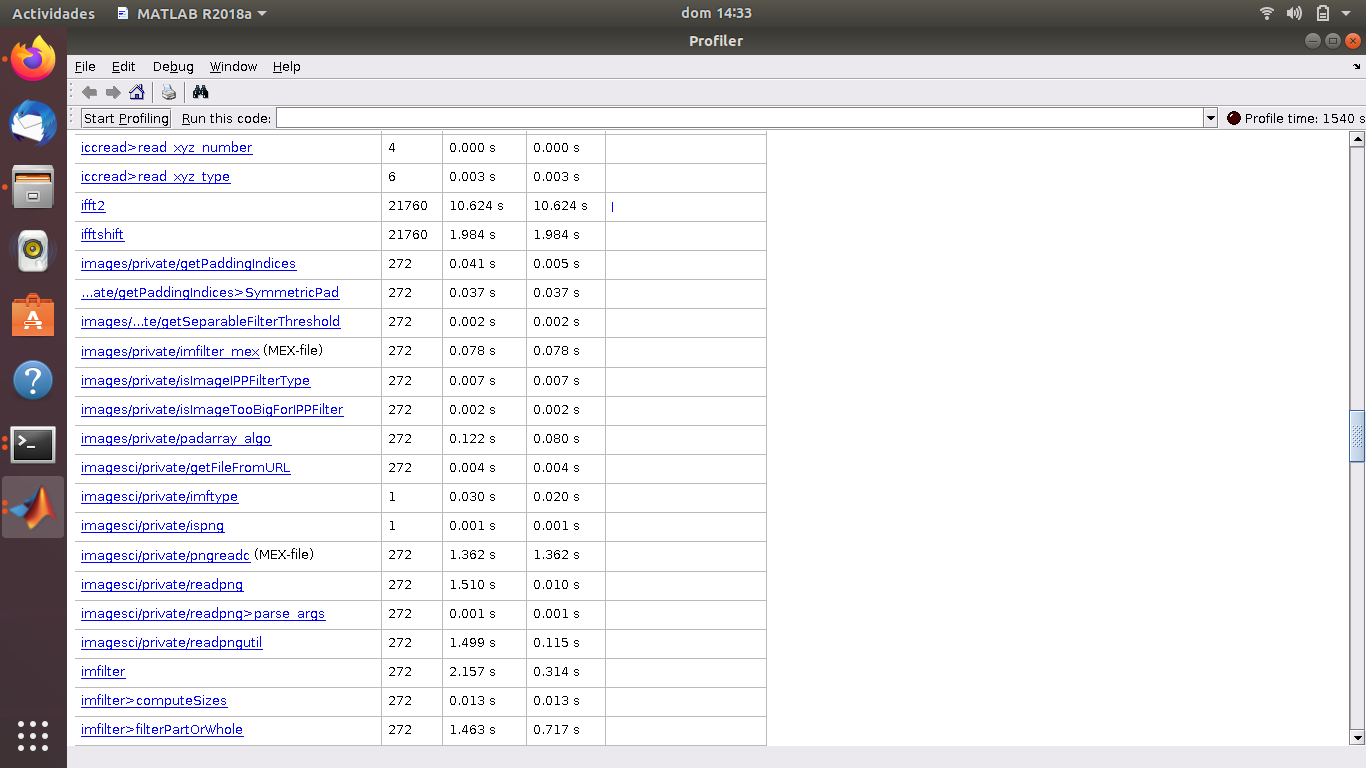 Actividades MATLAB R2018a dom 14:33
Profiler
File Edit Debug Window Help
Start Profiling Run this code: Profile time: 1540 s
iccread>read_xyz_number 4 0.000 s 0.000 s
iccread>read_xyz_type 6 0.003 s 0.003 s
ifft2 21760 10.624 s 10.624 s
ifftshift 21760 1.984 s 1.984 s
images/private/getPaddingIndices 272 0.041 s 0.005 s
...ate/getPaddingIndices>SymmetricPad 272 0.037 s 0.037 s
images/...te/getSeparableFilterThreshold 272 0.002 s 0.002 s
images/private/imfilter_mex (MEX-file) 272 0.078 s 0.078 s
images/private/isImageIPPFilterType 272 0.007 s 0.007 s
images/private/isImageTooBigForIPPFilter 272 0.002 s 0.002 s
images/private/padarray_algo 272 0.122 s 0.080 s
imagesci/private/getFileFromURL 272 0.004 s 0.004 s
imagesci/private/imftype 1 0.030 s 0.020 s
imagesci/private/ispng 1 0.001 s 0.001 s
imagesci/private/pngreadc (MEX-file) 272 1.362 s 1.362 s
imagesci/private/readpng 272 1.510 s 0.010 s
imagesci/private/readpng>parse_args 272 0.001 s 0.001 s
imagesci/private/readpngutil 272 1.499 s 0.115 s
imfilter 272 2.157 s 0.314 s
imfilter>computeSizes 272 0.013 s 0.013 s
imfilter>filterPartOrWhole 272 1.463 s 0.717 s